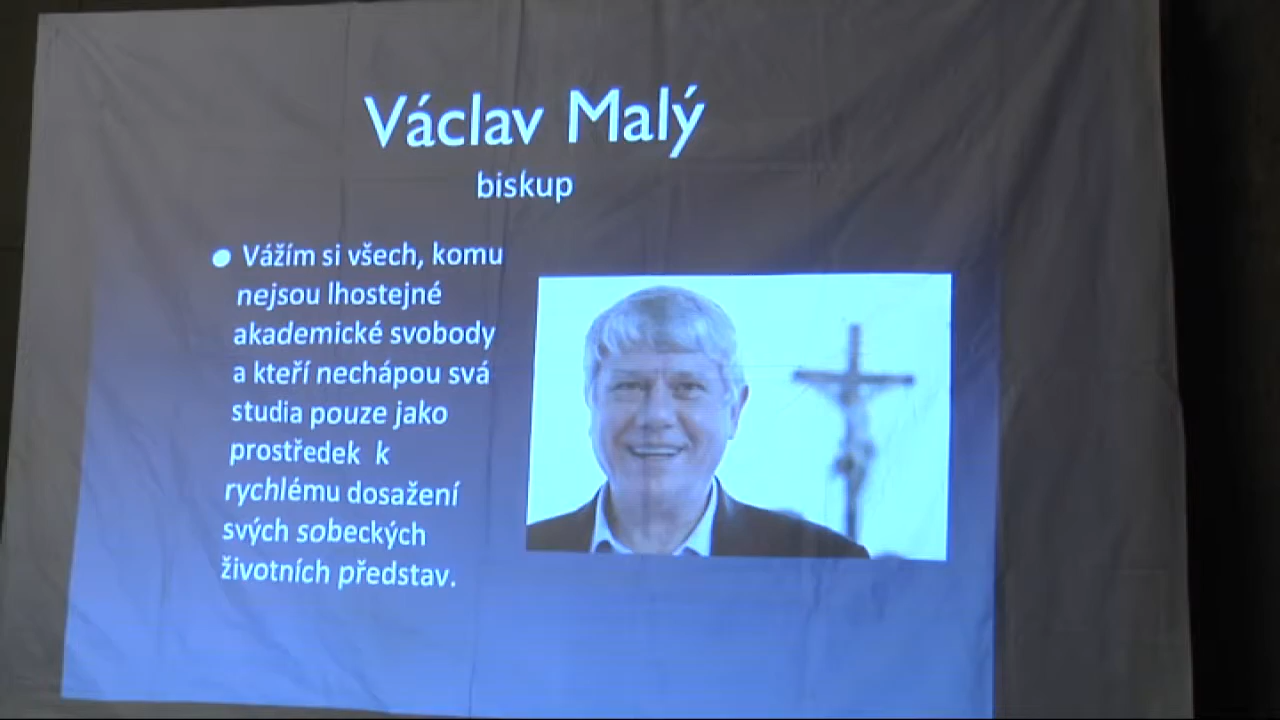 Václav Malý
biskup
Vážím si všech, komu
nejsou lhostejné
akademické svobody
a kteří nechápou svá
studia pouze jako
prostředek k
rychlému dosažení
svých sobeckých
životních představ.